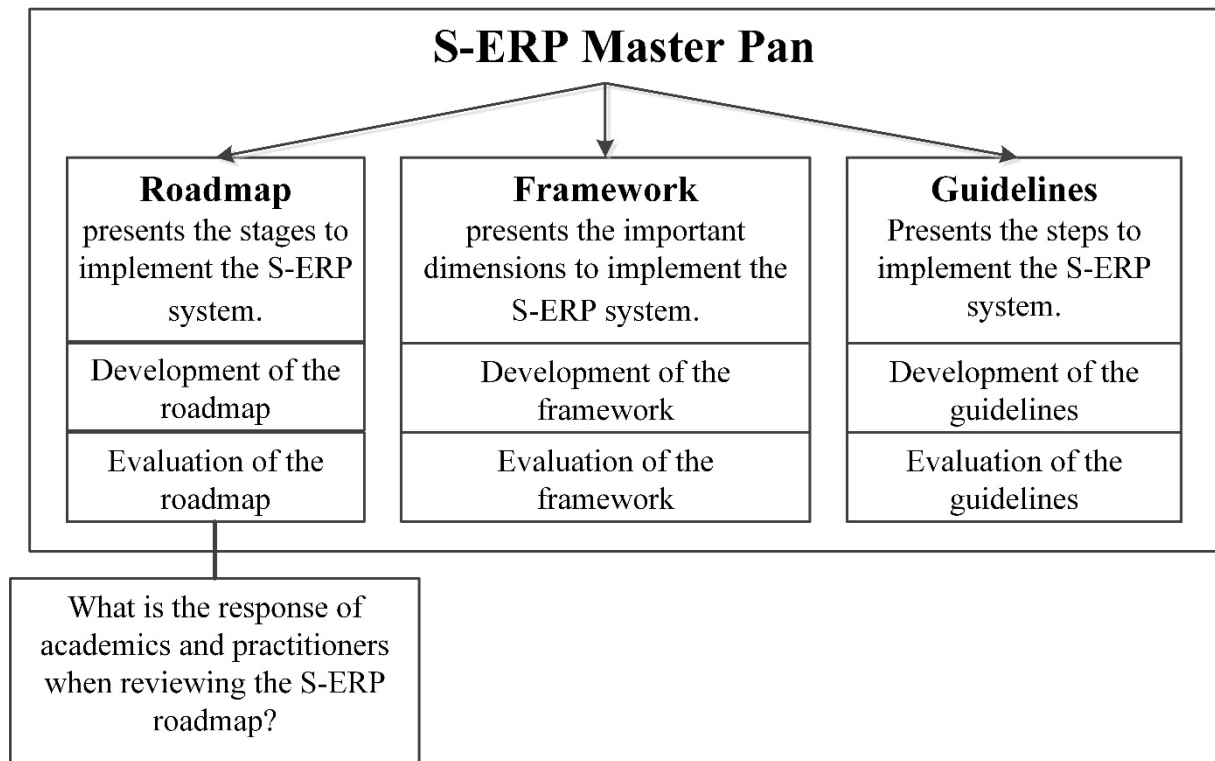 S-ERP Master Pan
Roadmap
presents the stages to
implement the S-ERP
system.
Development of the
roadmap
Evaluation of the
roadmap
Framework
presents the important
dimensions to implement the
S-ERP system.
Development of the
framework
Evaluation of the
framework
Guidelines
Presents the steps to
implement the S-ERP
system.
Development of the
guidelines
Evaluation of the
guidelines
What is the response of
academics and practitioners
when reviewing the S-ERP
roadmap?